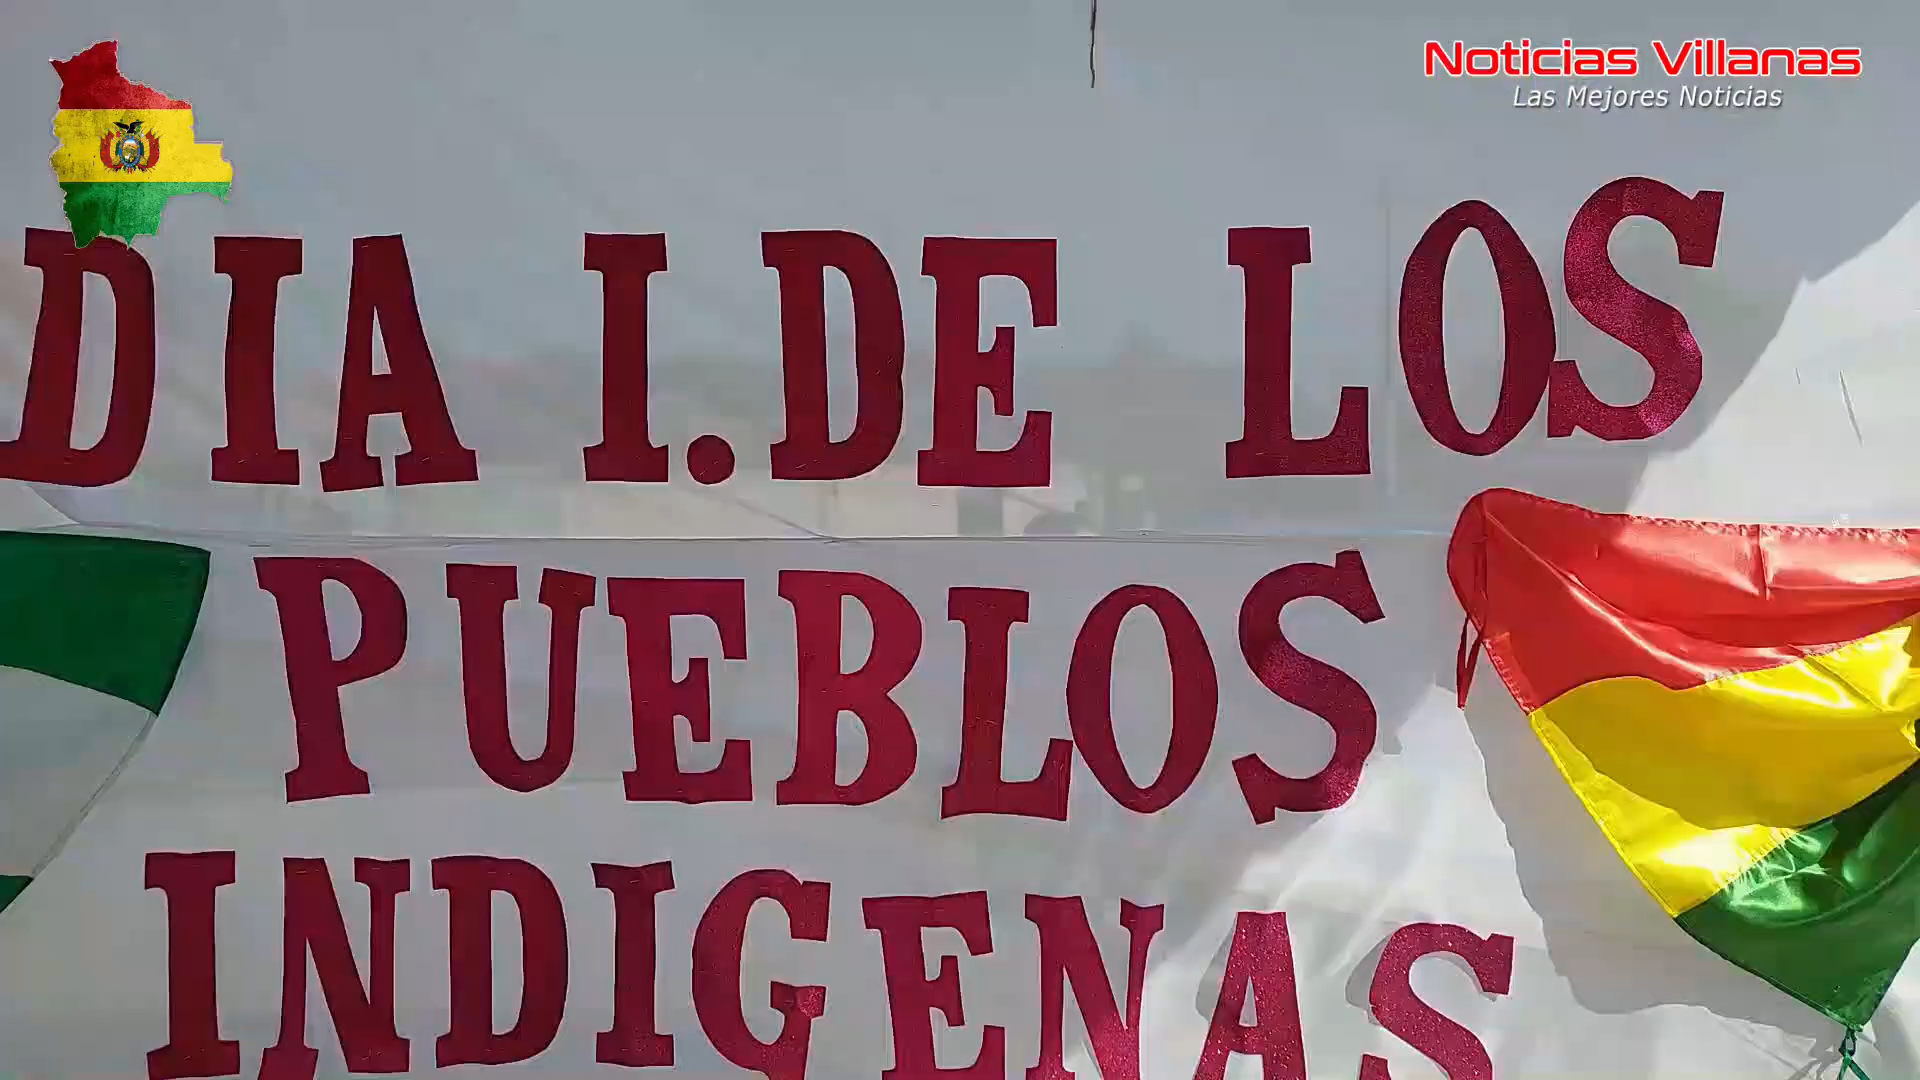 Noticias Villanas
Las Mejores Noticias
DIA I. DE LOS
PUEBLOS
INDIGENAS